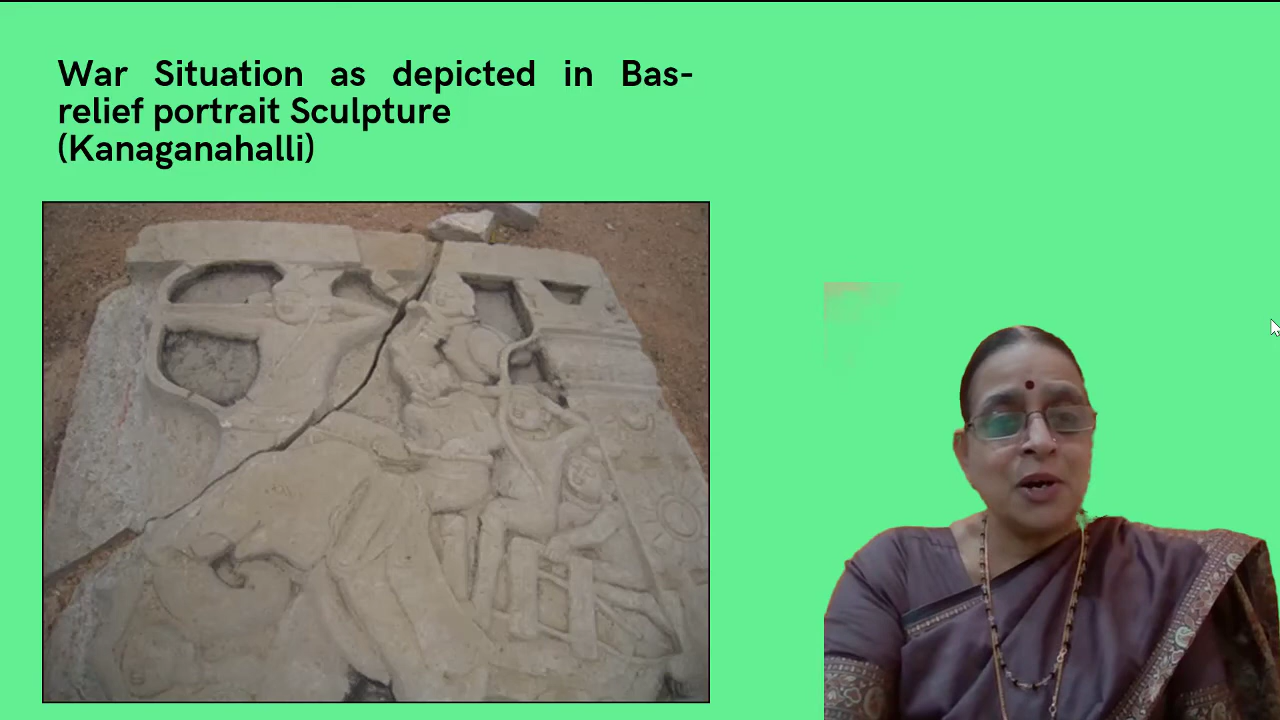 War Situation as depicted in Bas-
relief portrait Sculpture
(Kanaganahalli)